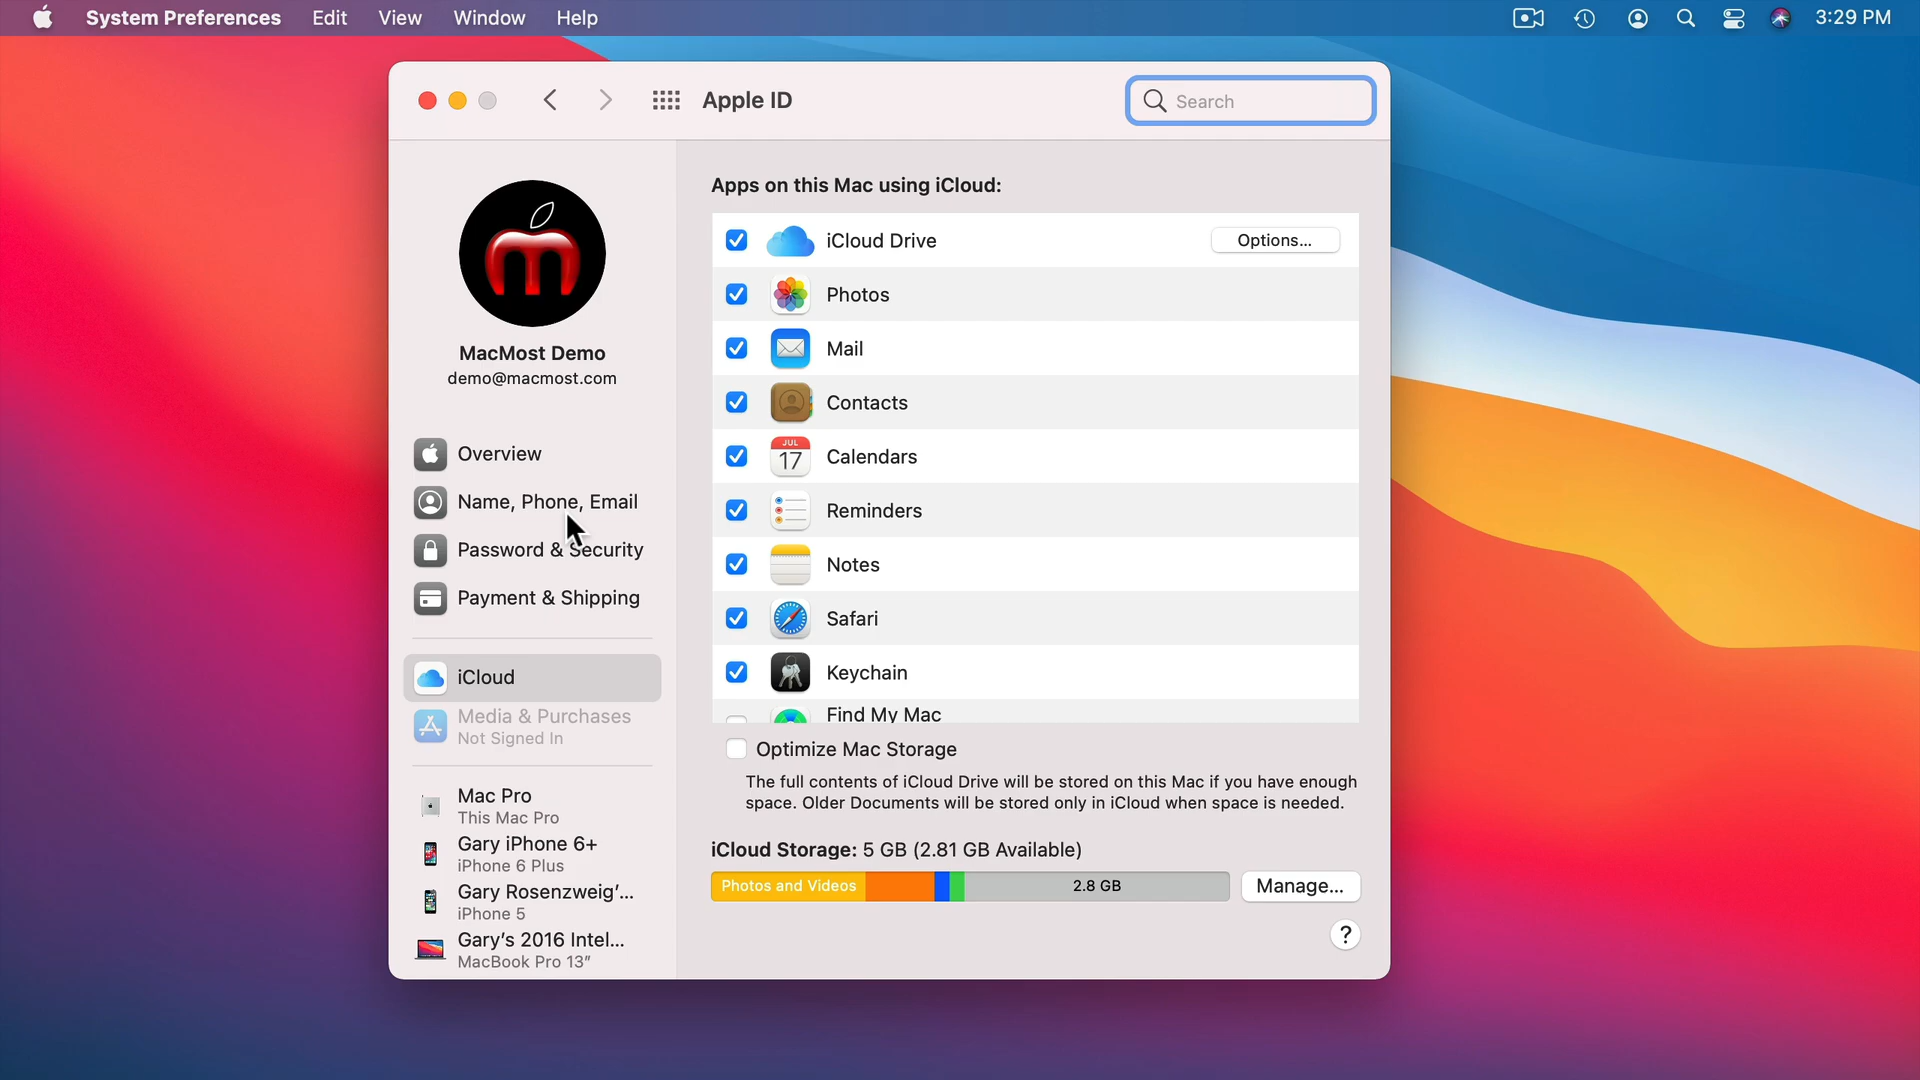 System Preferences Edit View Window Help 3:29 PM
Apple ID
Search
MacMost Demo
demo@macmost.com
Overview
Name, Phone, Email
Password & Security
Payment & Shipping
iCloud
Media & Purchases
Not Signed In
Mac Pro
This Mac Pro
Gary iPhone 6+
iPhone 6 Plus
Gary Rosenzweig'...
iPhone 5
Gary's 2016 Intel...
MacBook Pro 13"
Apps on this Mac using iCloud:
iCloud Drive
Options...
Photos
Mail
Contacts
JUL
17
Calendars
Reminders
Notes
Safari
Keychain
Find My Mac
Optimize Mac Storage
The full contents of iCloud Drive will be stored on this Mac if you have enough
space. Older Documents will be stored only in iCloud when space is needed.
iCloud Storage: 5 GB (2.81 GB Available)
Photos and Videos
2.8 GB
Manage...
?